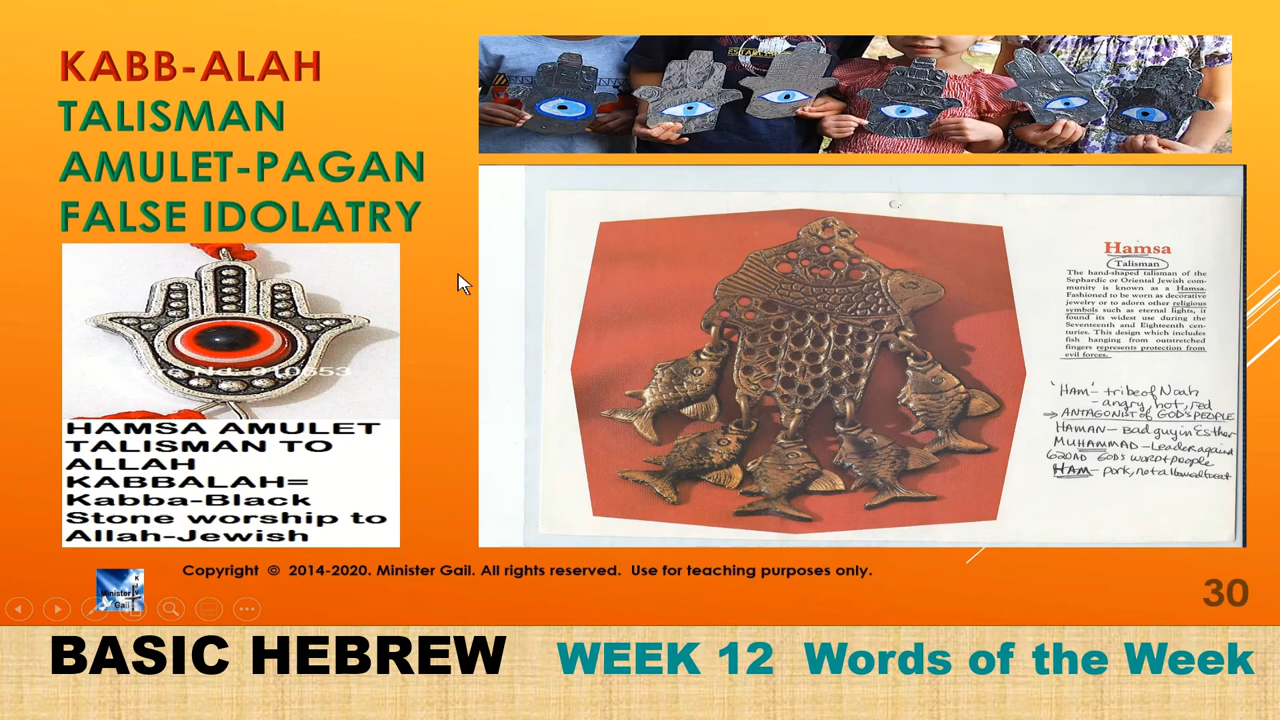 KABB-ALAH
TALISMAN
AMULET-PAGAN
FALSE IDOLATRY
HAMSA AMULET
TALISMAN TO
ALLAH
KABBALAH=
Kabba-Black
Stone worship to
Allah-Jewish
Hamsa
Talisman
The hand-shaped talisman of the
Sephardic or Oriental Jewish com-
munity is known as a Hamsa.
Fashioned to be worn as decorative
jewelry or to adorn other religious
symbols such as eternal lights, it
found its widest use during the
Seventeenth and Eighteenth cen-
turies. This design which includes
fish hanging from outstretched
fingers represents protection from
evil forces.
'HAM'- tribe of Noah
- angry, hot, red
→ ANTAGONIST of GOD'S PEOPLE
HAMAN - Bad guy in Esther
MUHAMMAD - Leader against
620AD GOD'S word + people
HAM - pork, not allowed to eat
Copyright © 2014-2020. Minister Gail. All rights reserved. Use for teaching purposes only.
Minister
Gail
30
BASIC HEBREW WEEK 12 Words of the Week